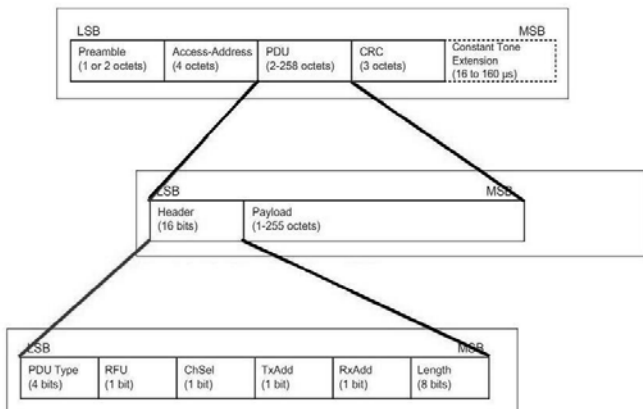 LSB MSB
Preamble Access-Address PDU CRC Constant Tone
(1 or 2 octets) (4 octets) (2-258 octets) (3 octets) Extension
(16 to 160 µs)
LSB MSB
Header Payload
(16 bits) (1-255 octets)
LSB MSB
PDU Type RFU ChSel TxAdd RxAdd Length
(4 bits) (1 bit) (1 bit) (1 bit) (1 bit) (8 bits)